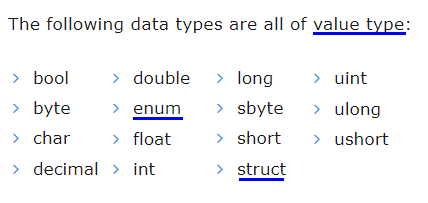 The following data types are all of value type:
> bool > double > long > uint
> byte > enum > sbyte > ulong
> char > float > short > ushort
> decimal > int > struct